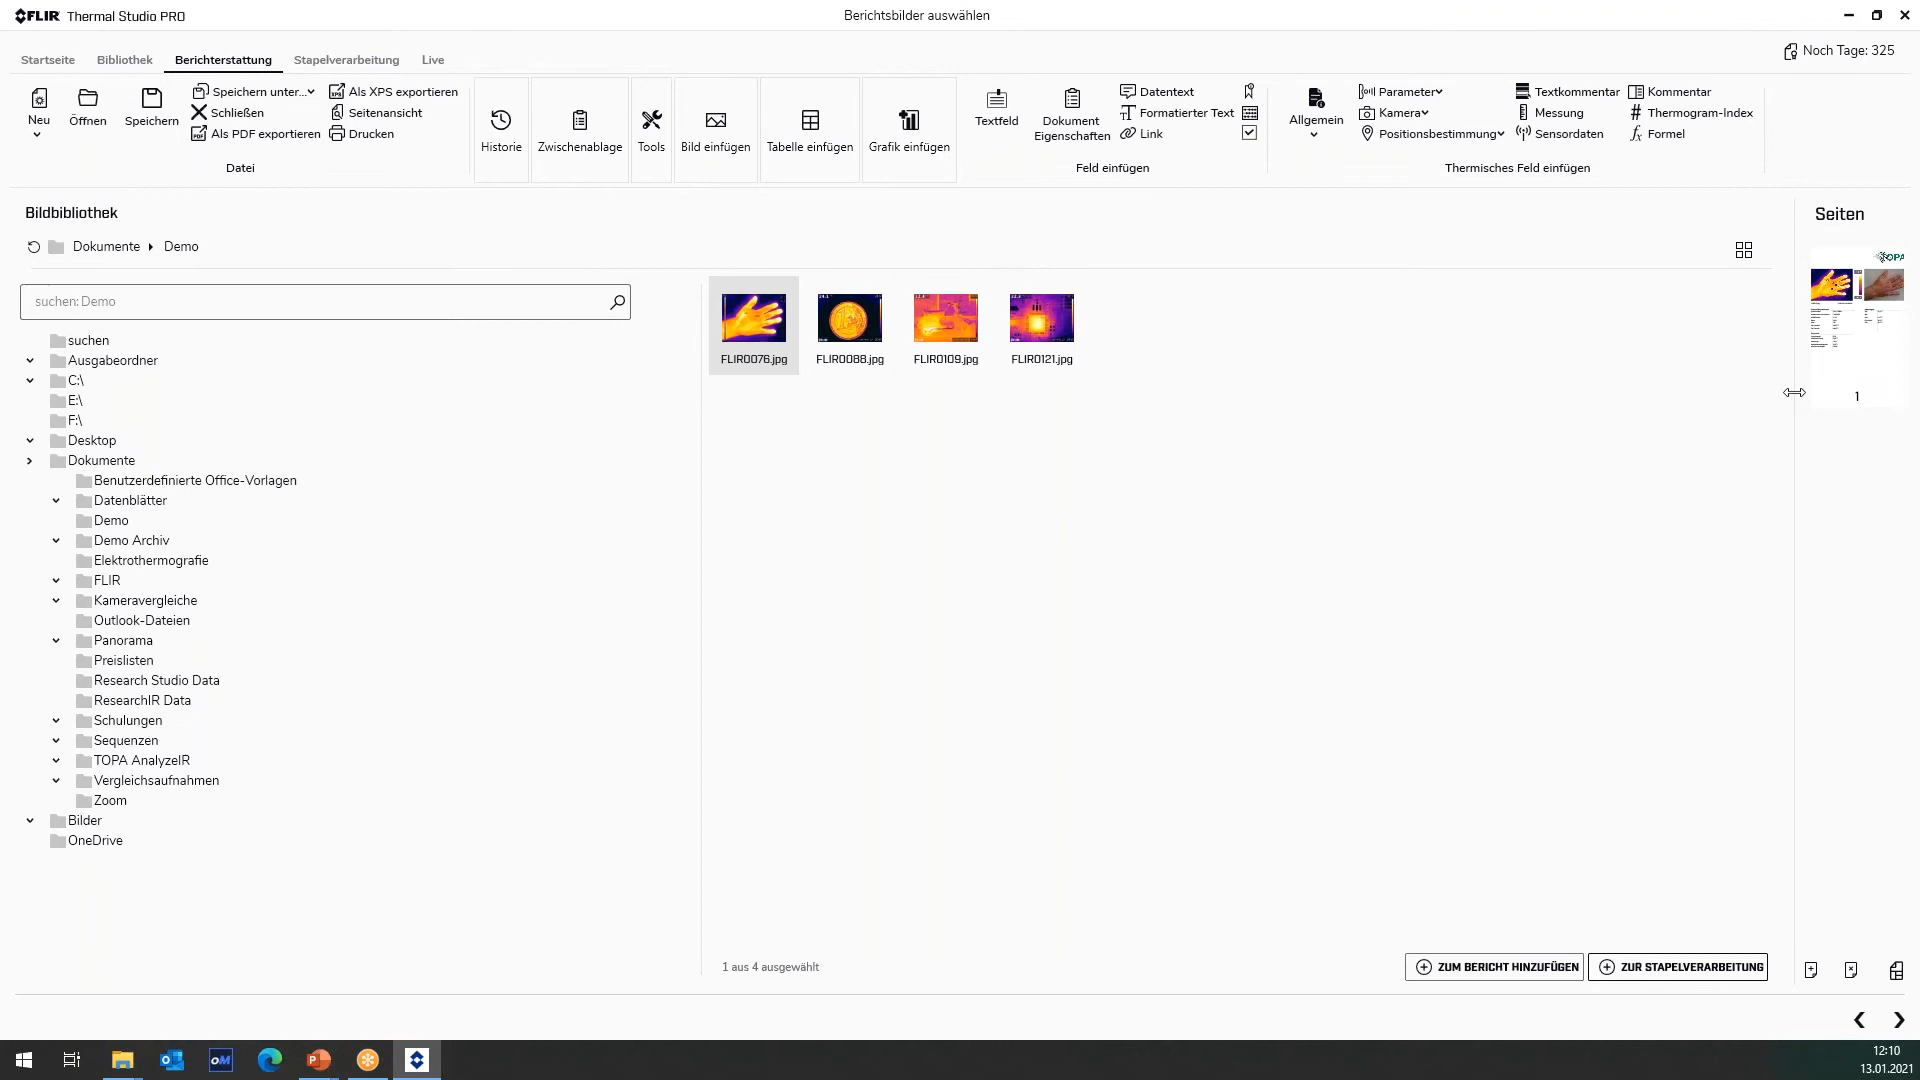 FLIR Thermal Studio PRO
Berichtsbilder auswählen
Startseite Bibliothek Berichterstattung Stapelverarbeitung Live
Noch Tage: 325
Neu
Öffnen
Speichern
Speichern unter...
Schließen
Als PDF exportieren
Als XPS exportieren
Seitenansicht
Drucken
Datei
Historie
Zwischenablage
Tools
Bild einfügen
Tabelle einfügen
Grafik einfügen
Textfeld
Dokument
Eigenschaften
Datentext
Formatierter Text
Link
Feld einfügen
Allgemein
Parameter
Kamera
Positionsbestimmung
Textkommentar
Messung
Sensordaten
Kommentar
Thermogram-Index
Formel
Thermisches Feld einfügen
Bildbibliothek
Dokumente Demo
suchen: Demo
suchen
Ausgabeordner
C:\
E:\
F:\
Desktop
Dokumente
Benutzerdefinierte Office-Vorlagen
Datenblätter
Demo
Demo Archiv
Elektrothermografie
FLIR
Kameravergleiche
Outlook-Dateien
Panorama
Preislisten
Research Studio Data
ResearchIR Data
Schulungen
Sequenzen
TOPA AnalyzeIR
Vergleichsaufnahmen
Zoom
Bilder
OneDrive
FLIR0076.jpg FLIR0088.jpg FLIR0109.jpg FLIR0121.jpg
1 aus 4 ausgewählt
ZUM BERICHT HINZUFÜGEN
ZUR STAPELVERARBEITUNG
Seiten
1
12:10
13.01.2021